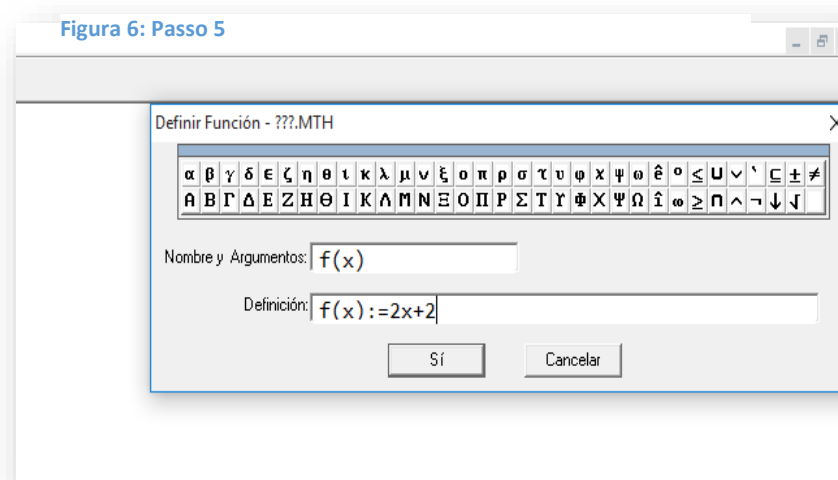 Figura 6: Passo 5
Definir Función - ???.MTH
α β γ δ ε ζ η θ ι κ λ μ ν ξ ο π ρ σ τ υ φ χ ψ ω ê º ≤ ∪ ∨ ` ⊆ ± ≠
Α Β Γ Δ Ε Ζ Η Θ Ι Κ Λ Μ Ν Ξ Ο Π Ρ Σ Τ Υ Φ Χ Ψ Ω î ∞ ≥ ∩ ∧ ¬ ↓ √
Nombre y Argumentos: f(x)
Definición: f(x):=2x+2
Sí Cancelar